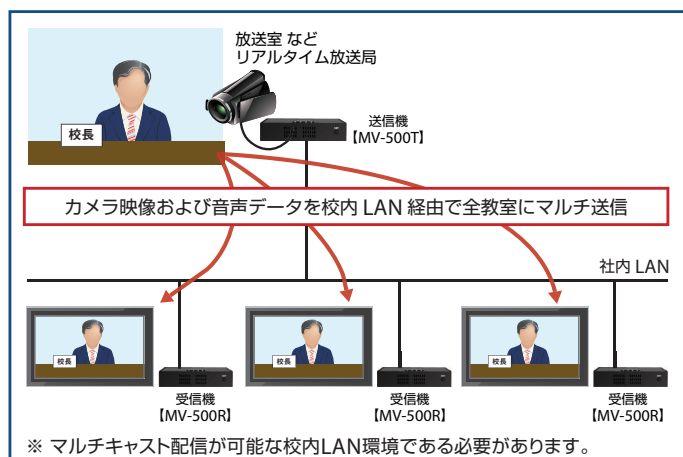 放送室 など
リアルタイム放送局
校長
送信機
【MV-500T】
カメラ映像および音声データを校内 LAN 経由で全教室にマルチ送信
社内 LAN
校長
校長
校長
受信機
【MV-500R】
受信機
【MV-500R】
受信機
【MV-500R】
※ マルチキャスト配信が可能な校内LAN環境である必要があります。